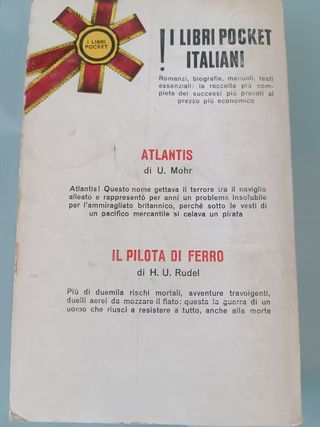 I LIBRI
POCKET
! I LIBRI POCKET
ITALIANI
Romanzi, biografie, manuali, testi
essenziali: la raccolta più com-
pleta dei successi più provati al
prezzo più economico
ATLANTIS
di U. Mohr
Atlantis! Questo nome gettava il terrore tra il naviglio
alleato e rappresentò per anni un problema insolubile
per l'ammiragliato britannico, perché sotto le vesti di
un pacifico mercantile si celava un pirata
IL PILOTA DI FERRO
di H. U. Rudel
Più di duemila rischi mortali, avventure travolgenti,
duelli aerei da mozzare il fiato: questa la guerra di un
uomo che riuscì a resistere a tutto, anche alla morte